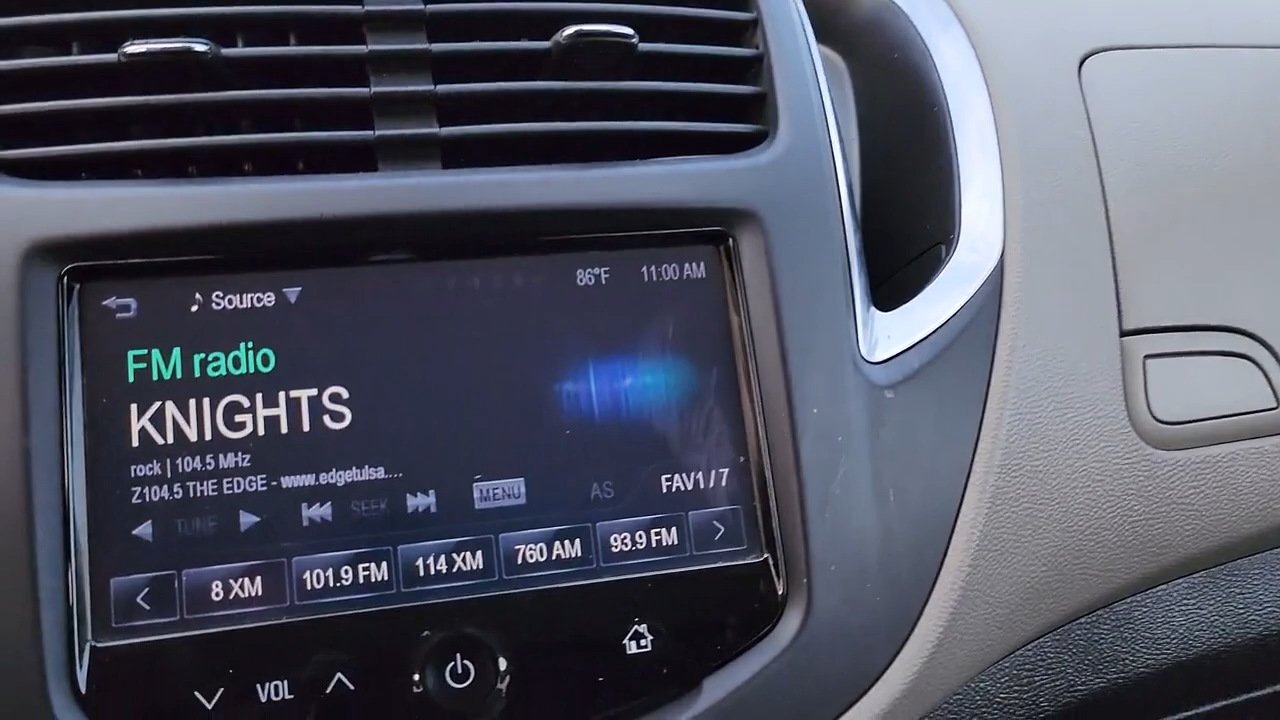 Source
86°F 11:00 AM
FM radio
KNIGHTS
rock | 104.5 MHz
Z104.5 THE EDGE - www.edgetulsa....
TUNE SEEK MENU AS FAV1/7
8 XM 101.9 FM 114 XM 760 AM 93.9 FM
VOL